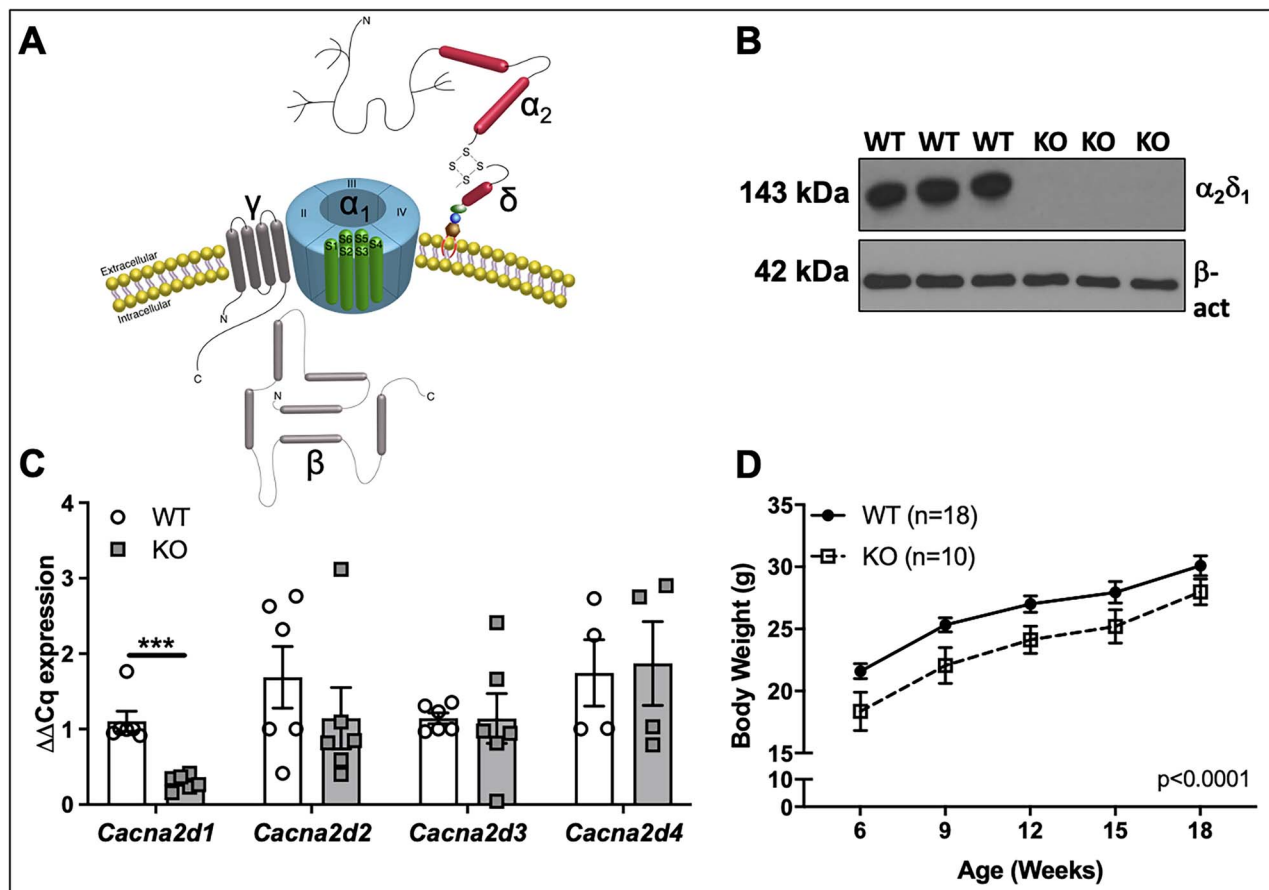 A
N
α₂
S
S S
S
δ
γ
III
II α₁ IV
S6 S5
S1 S2 S3 S4
Extracellular
Intracellular
N
C
N
C
β
B
WT WT WT KO KO KO
143 kDa α₂δ₁
42 kDa β-
act
C
4
3
2
1
0
ΔΔCq expression
WT
KO
***
Cacna2d1 Cacna2d2 Cacna2d3 Cacna2d4
D
35
30
25
20
15
10
0
Body Weight (g)
WT (n=18)
KO (n=10)
p<0.0001
6 9 12 15 18
Age (Weeks)